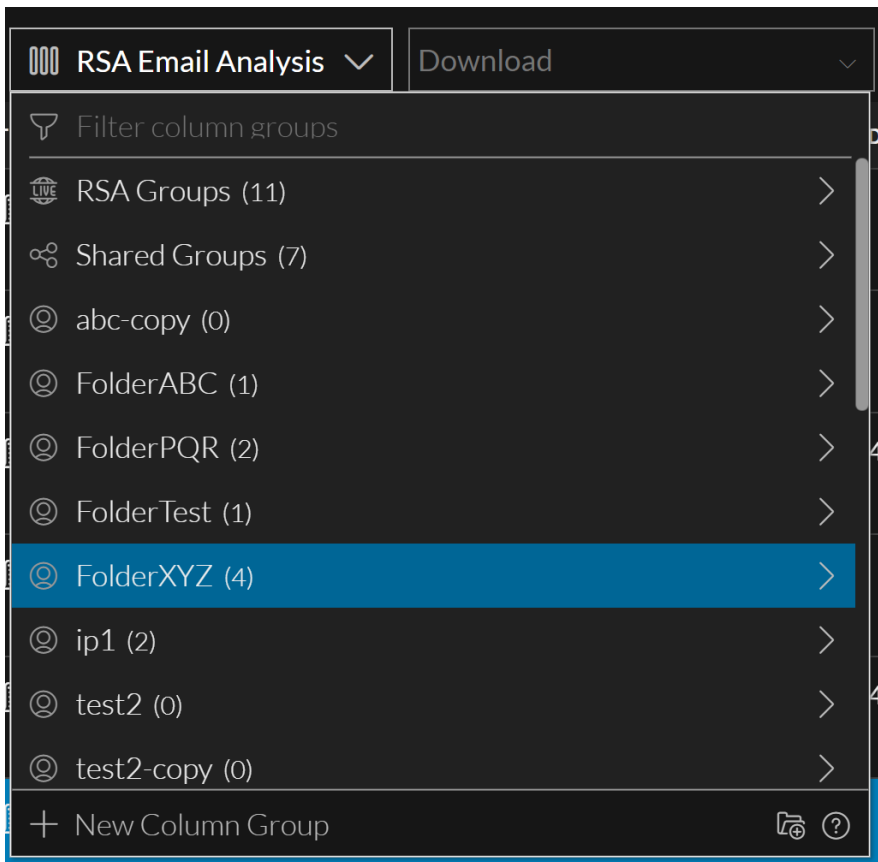 RSA Email Analysis
Download
Filter column groups
LIVE RSA Groups (11)
Shared Groups (7)
abc-copy (0)
FolderABC (1)
FolderPQR (2)
FolderTest (1)
FolderXYZ (4)
ip1 (2)
test2 (0)
test2-copy (0)
New Column Group